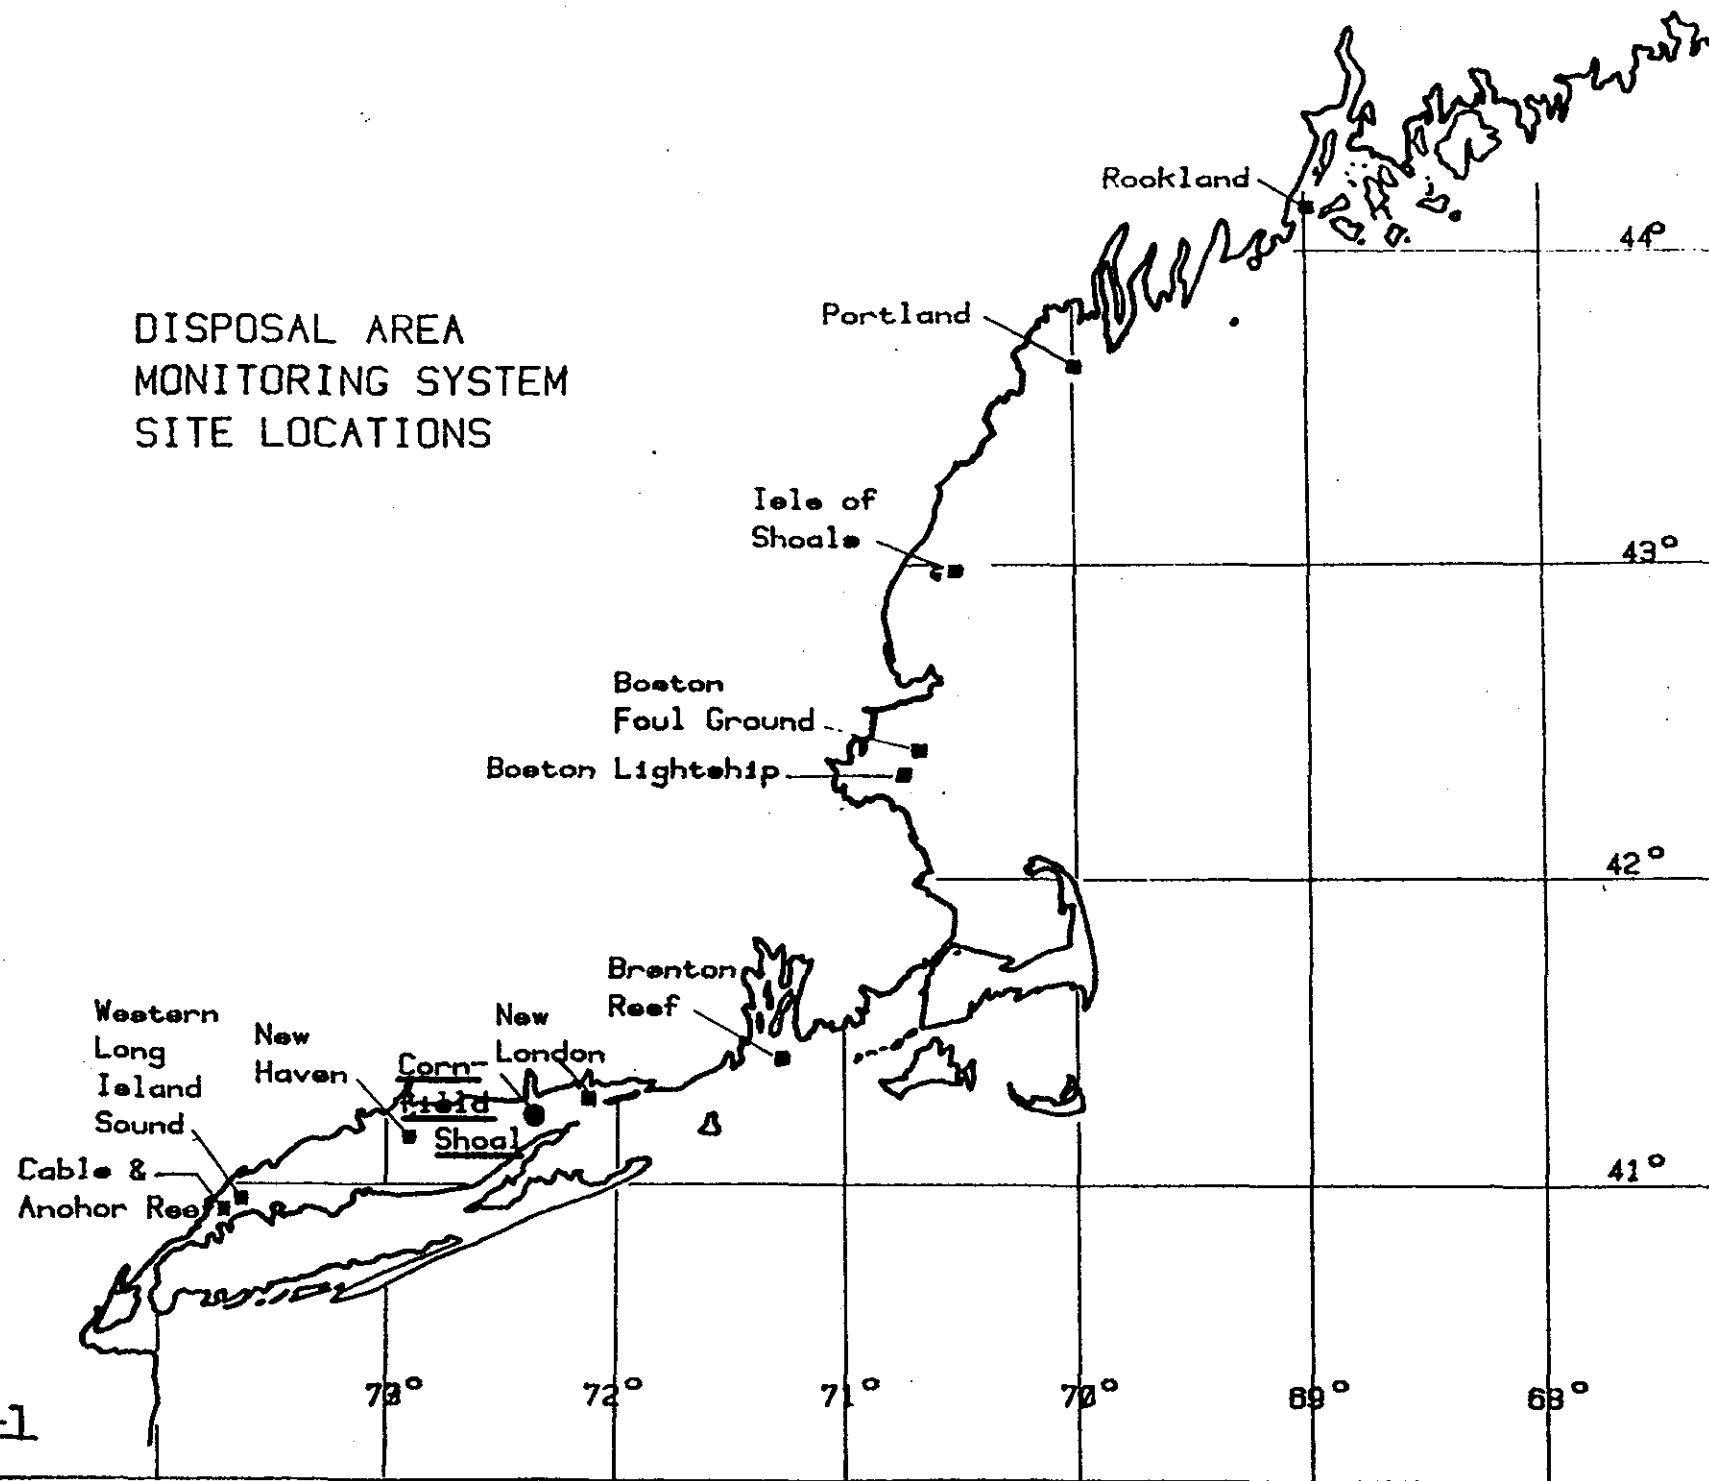 Rockland
44°
Portland
DISPOSAL AREA
MONITORING SYSTEM
SITE LOCATIONS
Isle of
Shoals
43°
Boston
Foul Ground
Boston Lightship
42°
Brenton
Reef
Western
Long
Island
Sound
New
Haven
New
London
Corn-
field
Shoal
Cable &
Anchor Reef
41°
73°
72°
71°
70°
69°
68°
-1